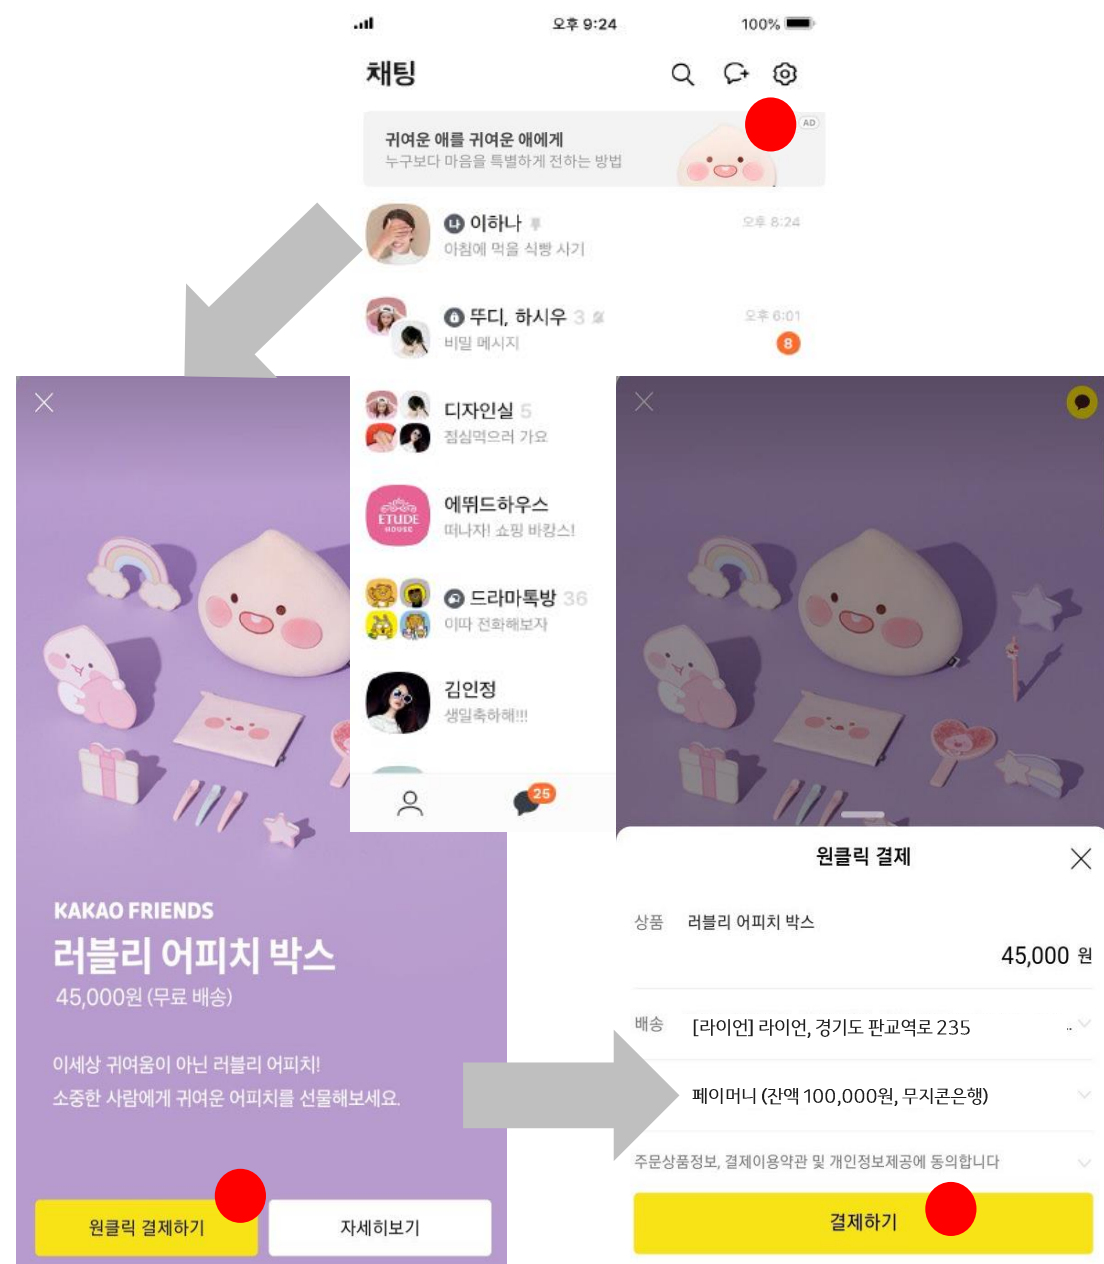 오후 9:24
100%
채팅
귀여운 애를 귀여운 애에게
누구보다 마음을 특별하게 전하는 방법
AD
나 이하나
오후 8:24
아침에 먹을 식빵 사기
뚜디, 하시우 3
오후 6:01
비밀 메시지
8
디자인실 5
점심먹으러 가요
ETUDE
HOUSE
에뛰드하우스
떠나자! 쇼핑 바캉스!
드라마톡방 36
이따 전화해보자
김인정
생일축하해!!!
25
KAKAO FRIENDS
러블리 어피치 박스
45,000원 (무료 배송)
이세상 귀여움이 아닌 러블리 어피치!
소중한 사람에게 귀여운 어피치를 선물해보세요.
원클릭 결제하기
자세히보기
원클릭 결제
상품 러블리 어피치 박스
45,000 원
배송 [라이언] 라이언, 경기도 판교역로 235 ..
페이머니 (잔액 100,000원, 무지콘은행)
주문상품정보, 결제이용약관 및 개인정보제공에 동의합니다
결제하기